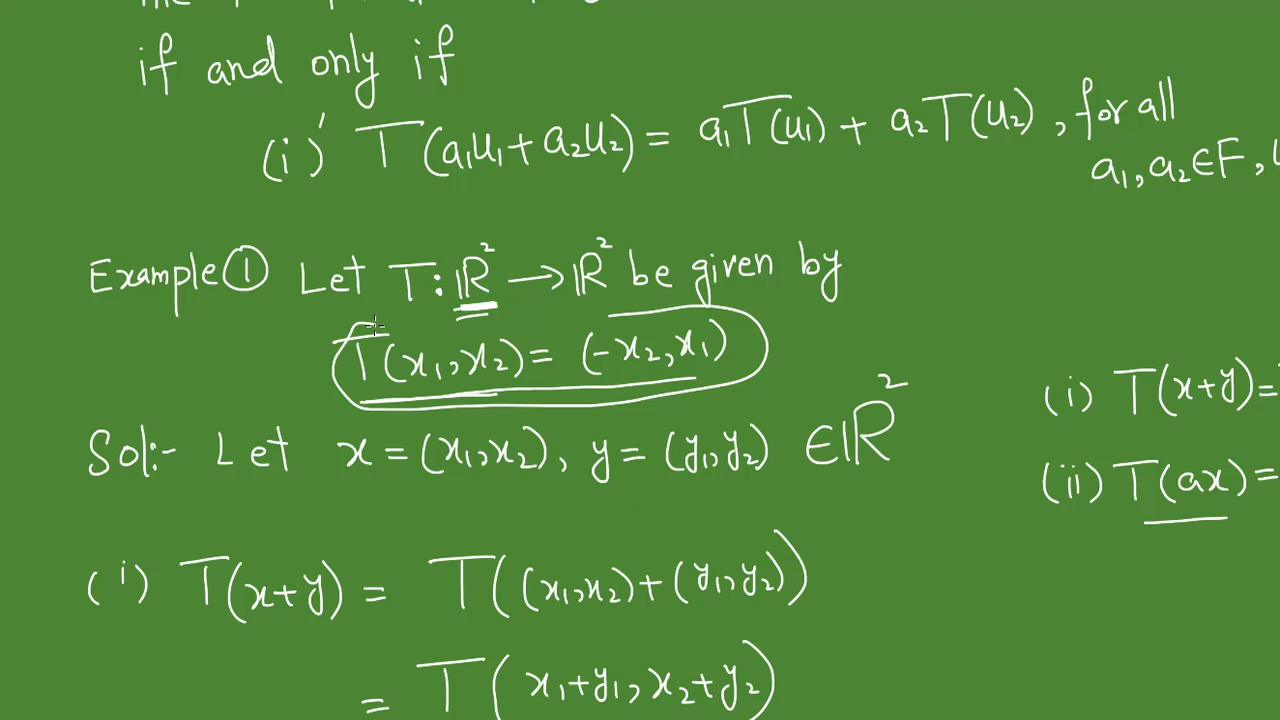 if and only if
(i)' T(a₁u₁+a₂u₂) = a₁T(u₁) + a₂T(u₂), for all
a₁, a₂ ∈ F,
Example ① Let T: ℝ² → ℝ² be given by
T(x₁, x₂) = (-x₂, x₁)
Sol:- Let x = (x₁, x₂), y = (y₁, y₂) ∈ ℝ²
(i) T(x+y) =
(ii) T(ax) =
(i) T(x+y) = T((x₁, x₂)+(y₁, y₂))
= T(x₁+y₁, x₂+y₂)